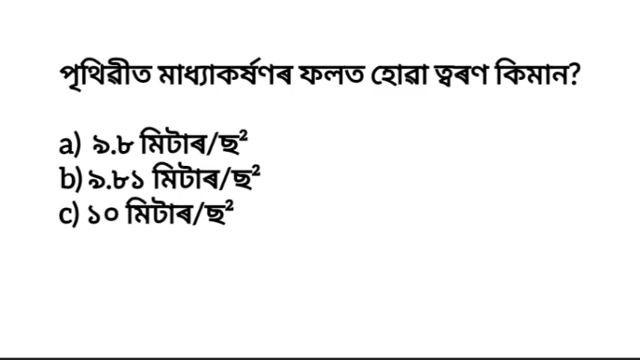 পৃথিৱীত মাধ্যাকৰ্ষণৰ ফলত হোৱা ত্বৰণ কিমান?
a) ৯.৮ মিটাৰ/ছ²
b) ৯.৮১ মিটাৰ/ছ²
c) ১০ মিটাৰ/ছ²